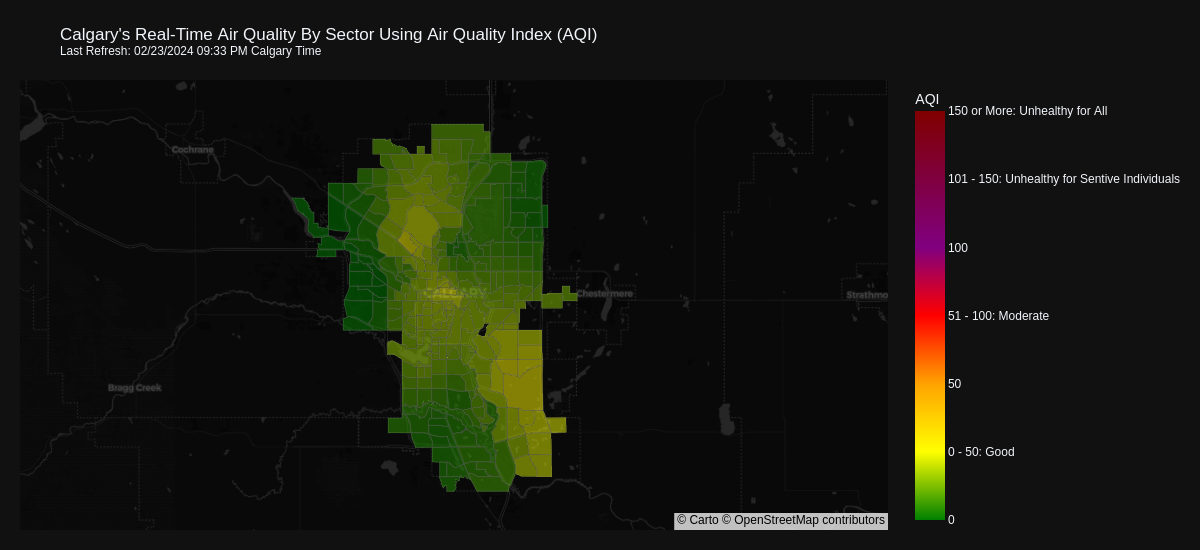 Calgary's Real-Time Air Quality By Sector Using Air Quality Index (AQI)
Last Refresh: 02/23/2024 09:33 PM Calgary Time
AQI
150 or More: Unhealthy for All
Cochrane
101 - 150: Unhealthy for Sentive Individuals
100
CALGARY
Chestermere
Strathmo
51 - 100: Moderate
50
Bragg Creek
0 - 50: Good
0
© Carto © OpenStreetMap contributors